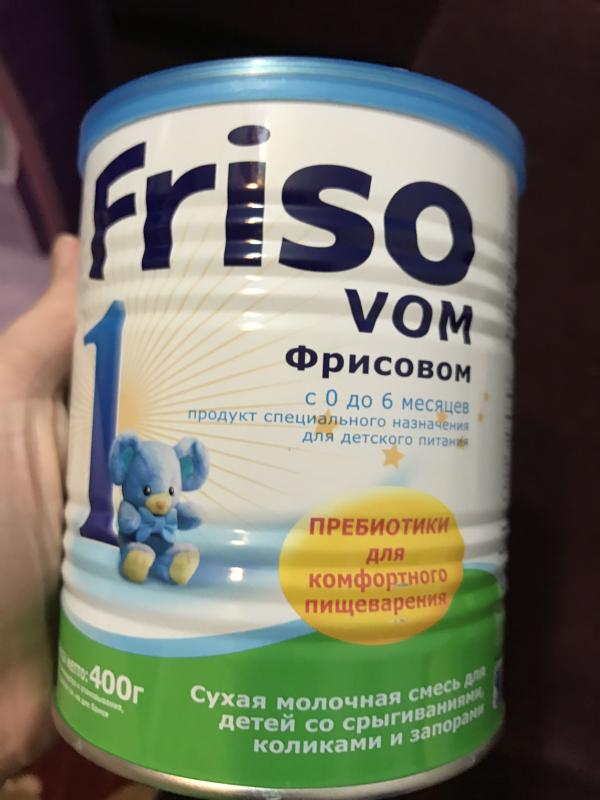 Friso
VOM
Фрисовом
1
с 0 до 6 месяцев
продукт специального назначения
для детского питания
ПРЕБИОТИКИ
для
комфортного
пищеварения
нетто: 400г
Сухая молочная смесь для
детей со срыгиваниями,
коликами и запорами